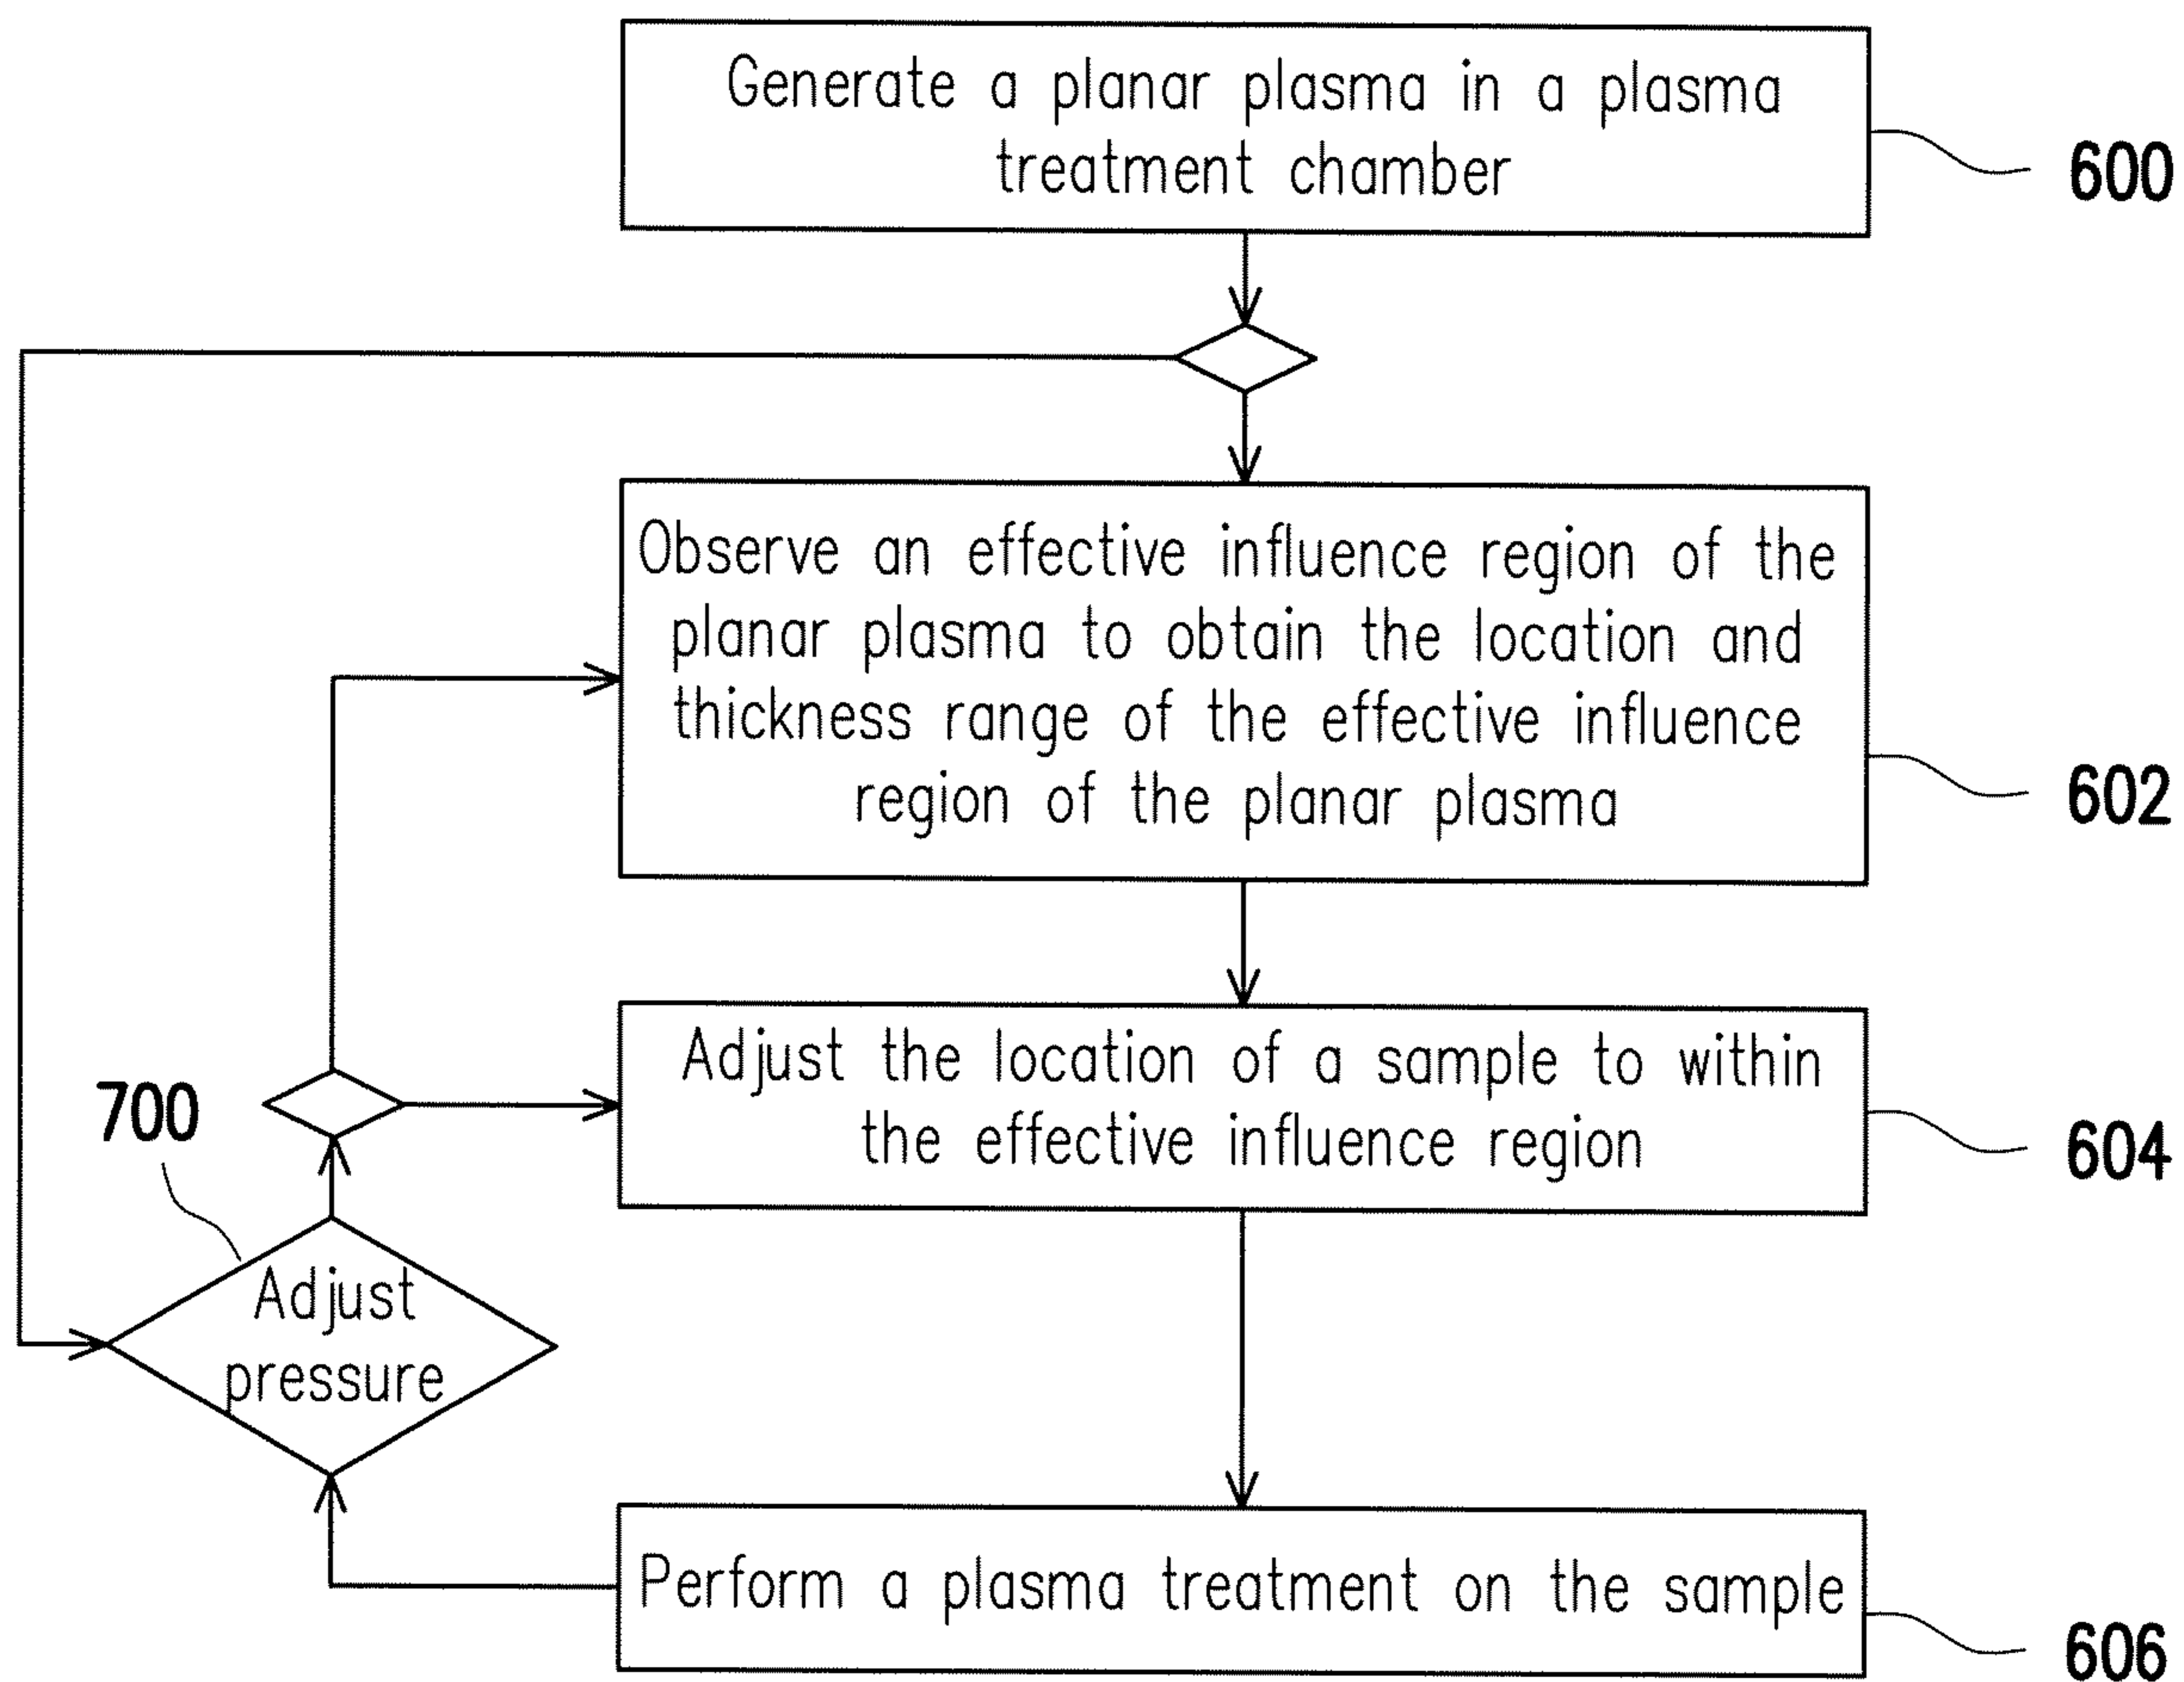 Generate a planar plasma in a plasma
treatment chamber
600
Observe an effective influence region of the
planar plasma to obtain the location and
thickness range of the effective influence
region of the planar plasma
602
Adjust the location of a sample to within
the effective influence region
604
700
Adjust
pressure
Perform a plasma treatment on the sample
606